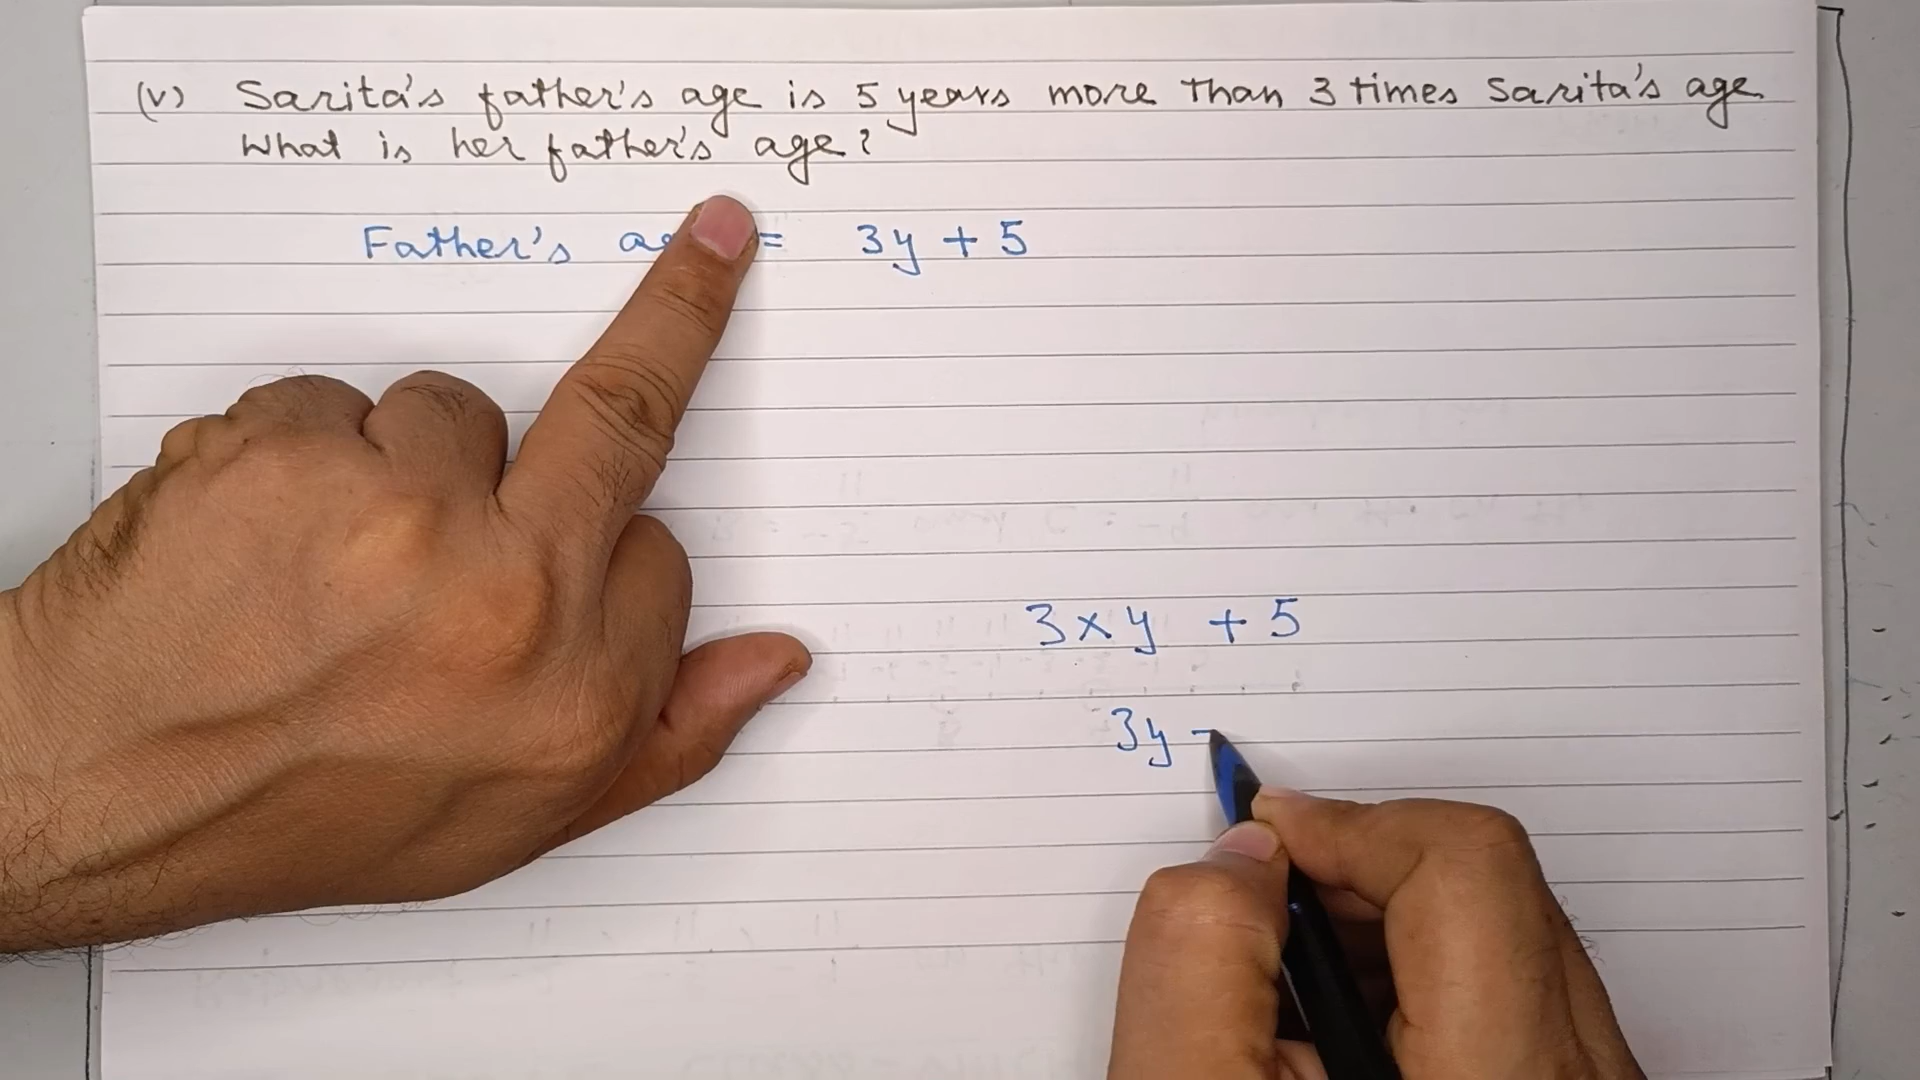 (v) Sarita's father's age is 5 years more than 3 times Sarita's age.
What is her father's age?
Father's ag = 3y + 5
3 × y + 5
3y -